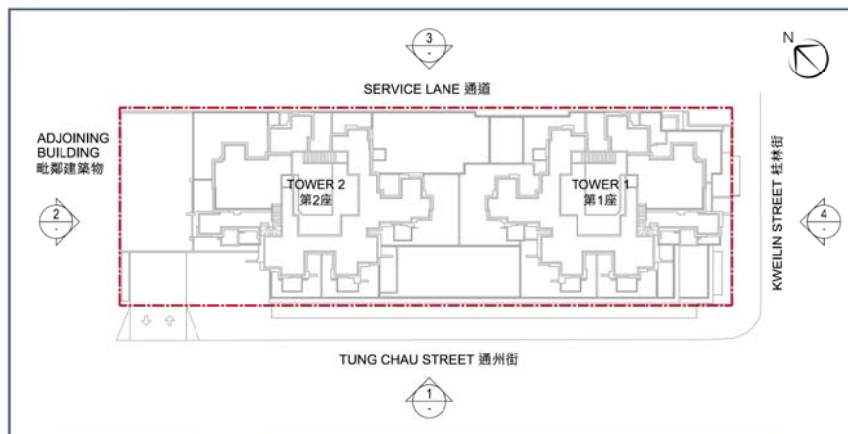 3
-
N
SERVICE LANE 通道
ADJOINING
BUILDING
毗鄰建築物
TOWER 2
第2座
TOWER 1
第1座
2
-
4
-
KWEILIN STREET 桂林街
TUNG CHAU STREET 通州街
1
-